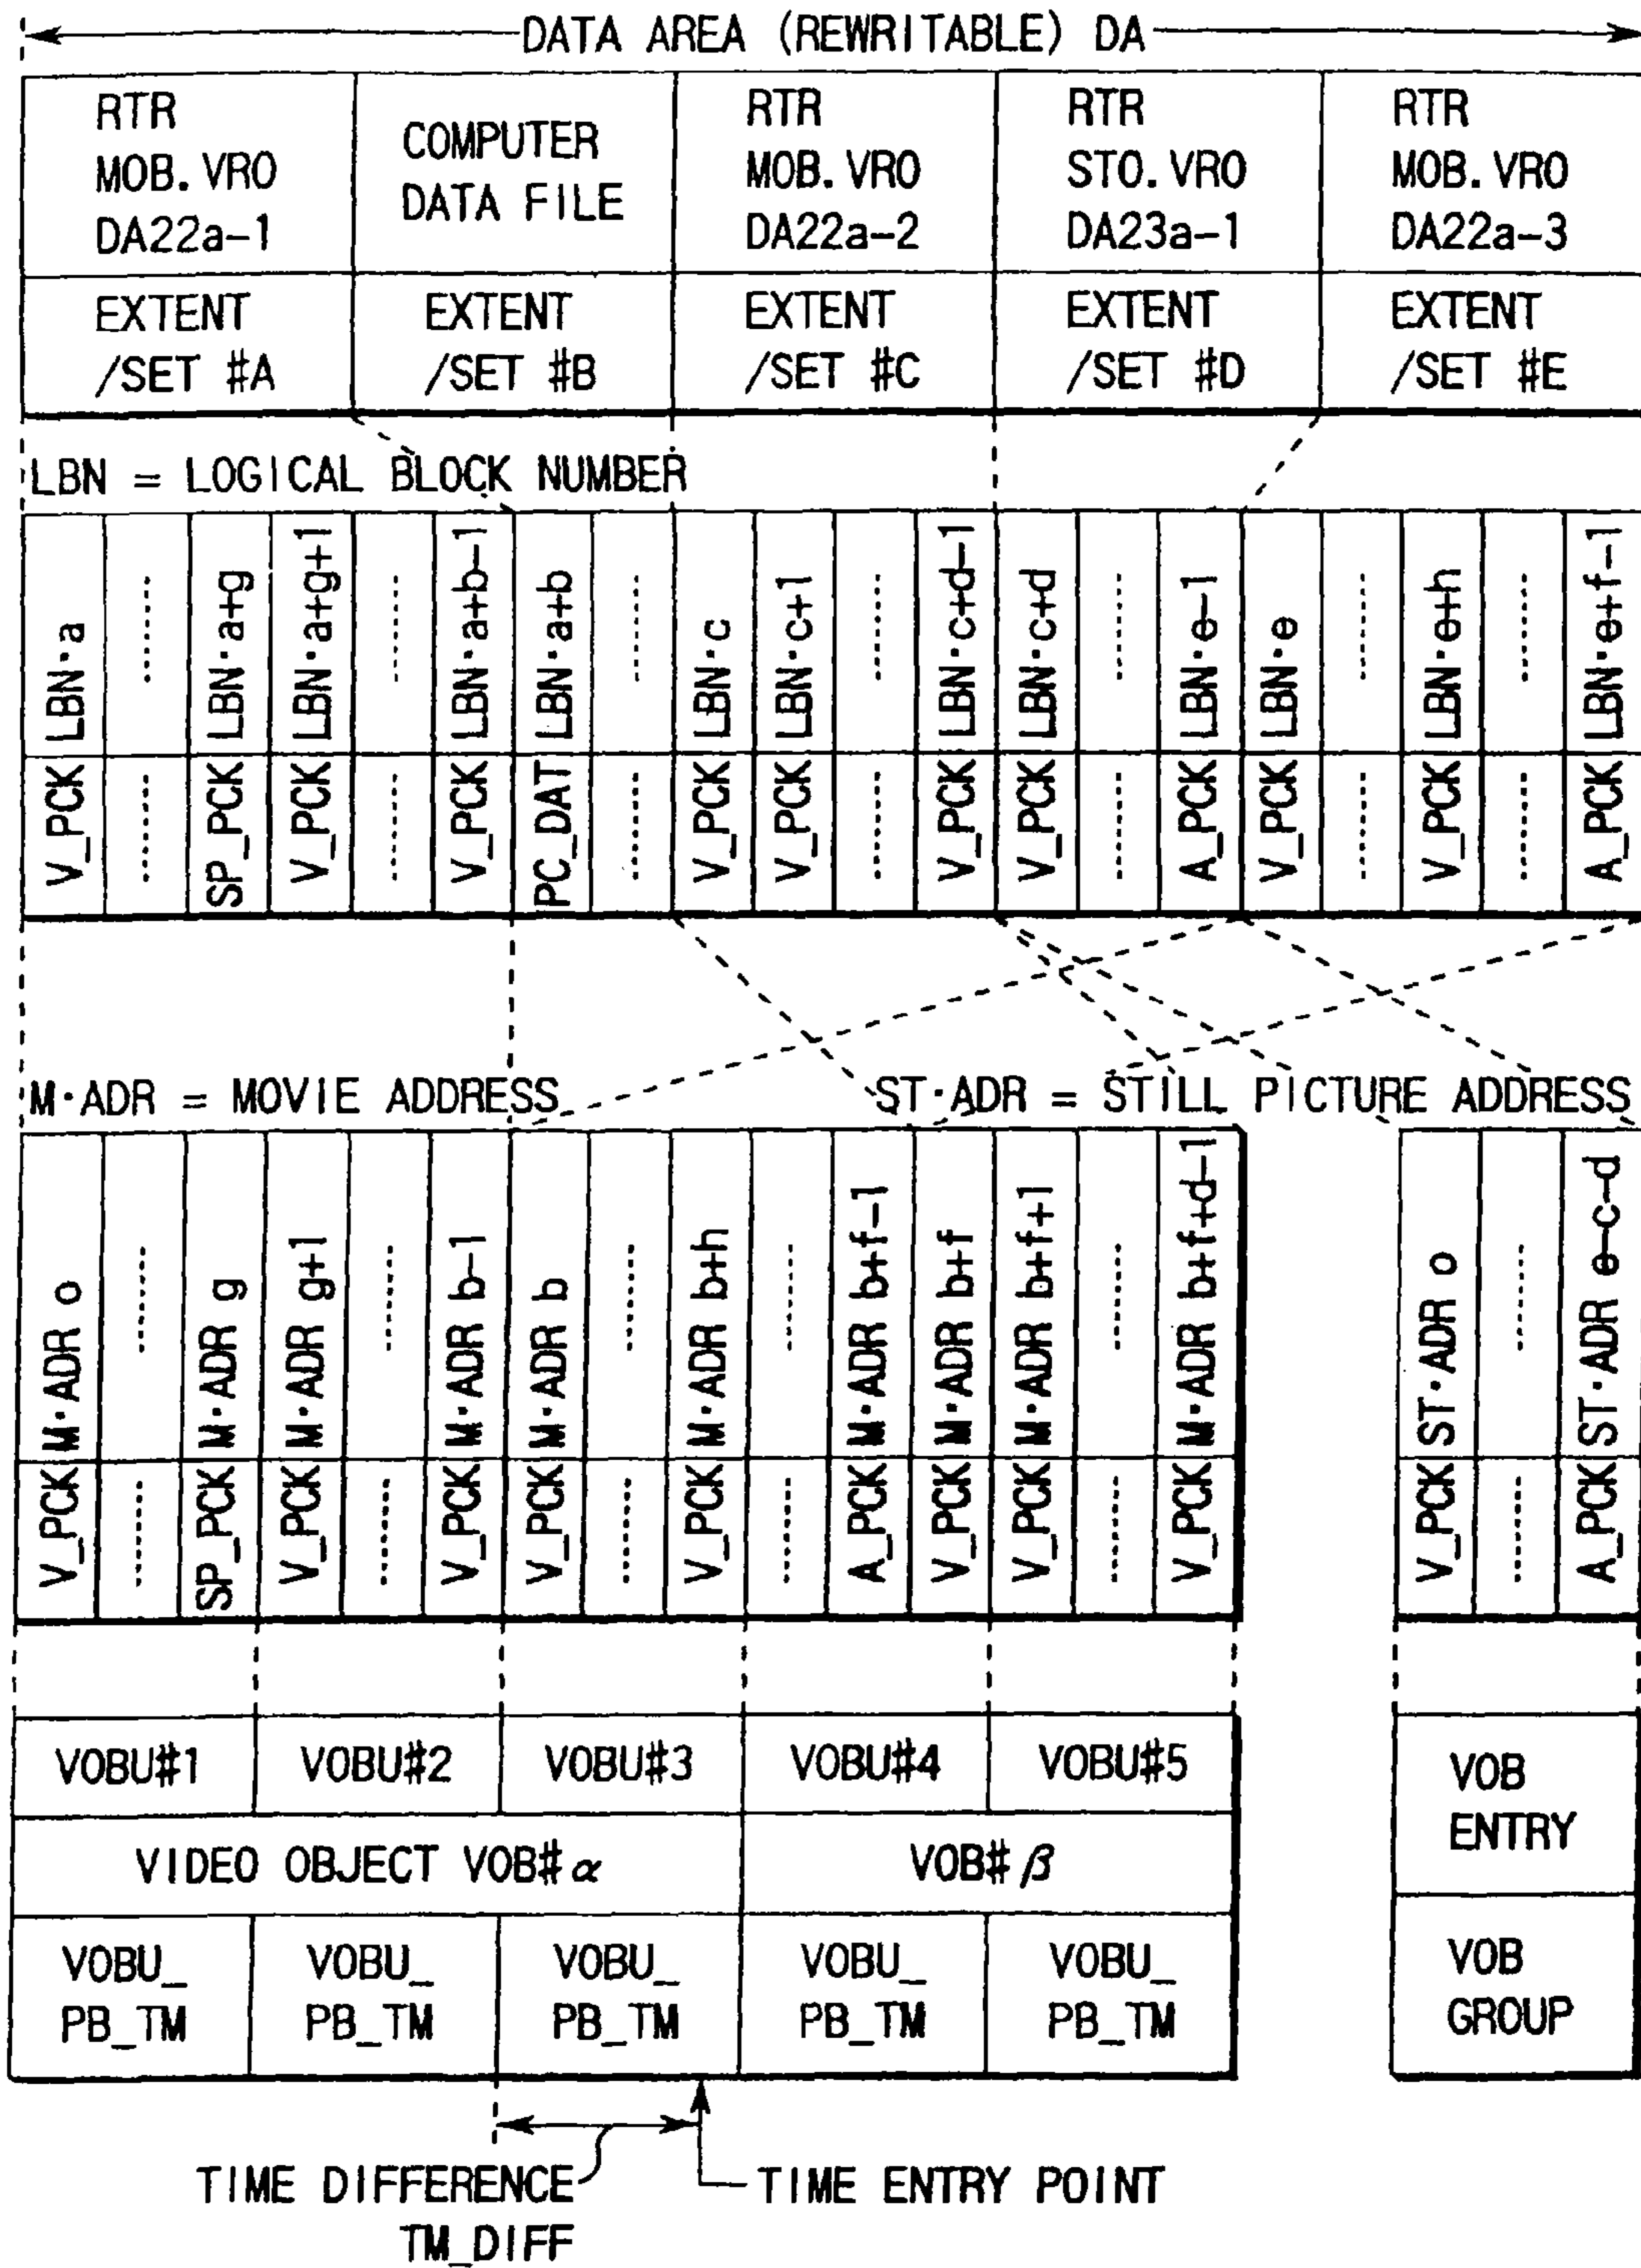 DATA AREA (REWRITABLE) DA
RTR
MOB.VRO
DA22a-1
COMPUTER
DATA FILE
RTR
MOB.VRO
DA22a-2
RTR
STO.VRO
DA23a-1
RTR
MOB.VRO
DA22a-3
EXTENT
/SET #A
EXTENT
/SET #B
EXTENT
/SET #C
EXTENT
/SET #D
EXTENT
/SET #E
LBN = LOGICAL BLOCK NUMBER
V_PCK LBN·a
SP_PCK LBN·a+g
V_PCK LBN·a+g+1
V_PCK LBN·a+b-1
PC_DAT LBN·a+b
V_PCK LBN·c
V_PCK LBN·c+1
V_PCK LBN·c+d-1
V_PCK LBN·c+d
A_PCK LBN·e-1
V_PCK LBN·e
V_PCK LBN·e+h
A_PCK LBN·e+f-1
M·ADR = MOVIE ADDRESS
ST·ADR = STILL PICTURE ADDRESS
V_PCK M·ADR o
SP_PCK M·ADR g
V_PCK M·ADR g+1
V_PCK M·ADR b-1
V_PCK M·ADR b
V_PCK M·ADR b+h
A_PCK M·ADR b+f-1
V_PCK M·ADR b+f
V_PCK M·ADR b+f+1
V_PCK M·ADR b+f+d-1
V_PCK ST·ADR o
A_PCK ST·ADR e-c-d
VOBU#1
VOBU#2
VOBU#3
VOBU#4
VOBU#5
VIDEO OBJECT VOB#α
VOB#β
VOBU_
PB_TM
VOBU_
PB_TM
VOBU_
PB_TM
VOBU_
PB_TM
VOBU_
PB_TM
VOB
ENTRY
VOB
GROUP
TIME DIFFERENCE
TM_DIFF
TIME ENTRY POINT